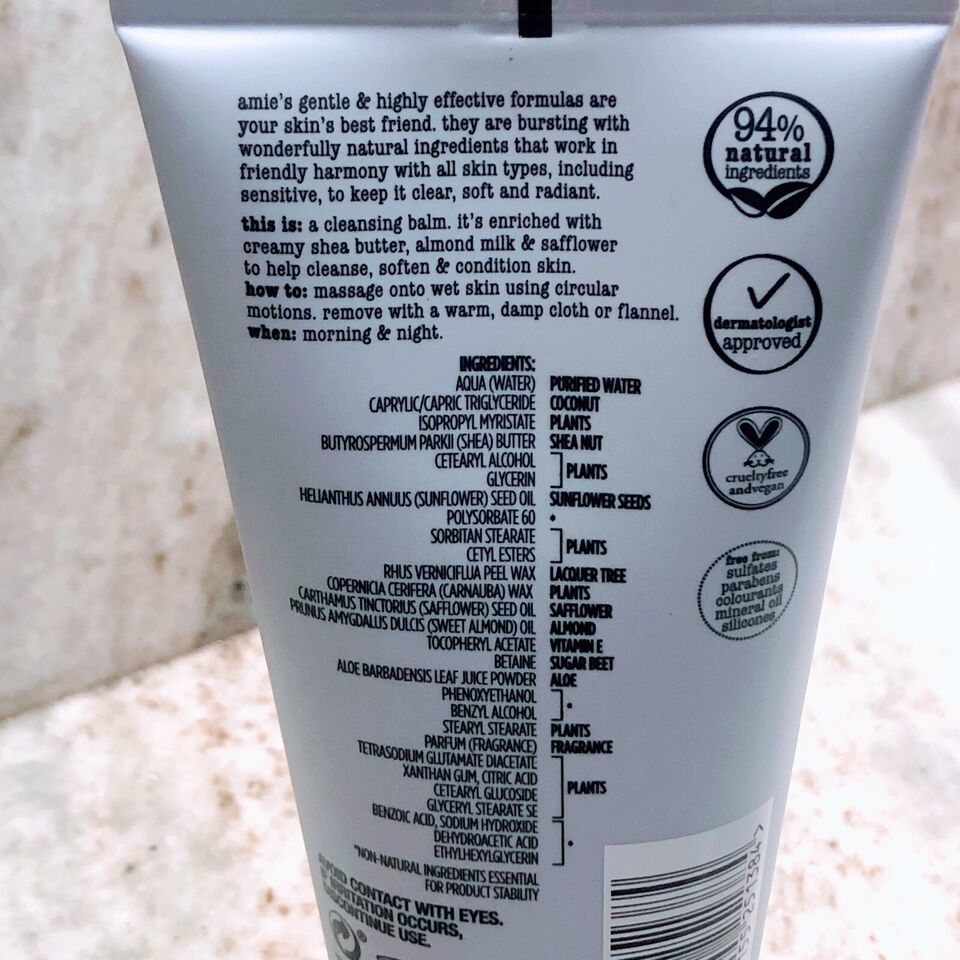 amie's gentle & highly effective formulas are
your skin's best friend. they are bursting with
wonderfully natural ingredients that work in
friendly harmony with all skin types, including
sensitive, to keep it clear, soft and radiant.
this is: a cleansing balm. it's enriched with
creamy shea butter, almond milk & safflower
to help cleanse, soften & condition skin.
how to: massage onto wet skin using circular
motions. remove with a warm, damp cloth or flannel.
when: morning & night.
94%
natural
ingredients
dermatologist
approved
crueltyfree
andvegan
free from:
sulfates
parabens
colourants
mineral oil
silicones
INGREDIENTS:
AQUA (WATER) PURIFIED WATER
CAPRYLIC/CAPRIC TRIGLYCERIDE COCONUT
ISOPROPYL MYRISTATE PLANTS
BUTYROSPERMUM PARKII (SHEA) BUTTER SHEA NUT
CETEARYL ALCOHOL
GLYCERIN
PLANTS
HELIANTHUS ANNUUS (SUNFLOWER) SEED OIL SUNFLOWER SEEDS
POLYSORBATE 60 •
SORBITAN STEARATE
CETYL ESTERS
PLANTS
RHUS VERNICIFLUA PEEL WAX LACQUER TREE
COPERNICIA CERIFERA (CARNAUBA) WAX PLANTS
CARTHAMUS TINCTORIUS (SAFFLOWER) SEED OIL SAFFLOWER
PRUNUS AMYGDALUS DULCIS (SWEET ALMOND) OIL ALMOND
TOCOPHERYL ACETATE VITAMIN E
BETAINE SUGAR BEET
ALOE BARBADENSIS LEAF JUICE POWDER ALOE
PHENOXYETHANOL
BENZYL ALCOHOL
•
STEARYL STEARATE PLANTS
PARFUM (FRAGRANCE) FRAGRANCE
TETRASODIUM GLUTAMATE DIACETATE
XANTHAN GUM, CITRIC ACID
CETEARYL GLUCOSIDE
GLYCERYL STEARATE SE
PLANTS
BENZOIC ACID, SODIUM HYDROXIDE
DEHYDROACETIC ACID
ETHYLHEXYLGLYCERIN
•
*NON-NATURAL INGREDIENTS ESSENTIAL
FOR PRODUCT STABILITY
AVOID CONTACT WITH EYES.
IF IRRITATION OCCURS,
DISCONTINUE USE.